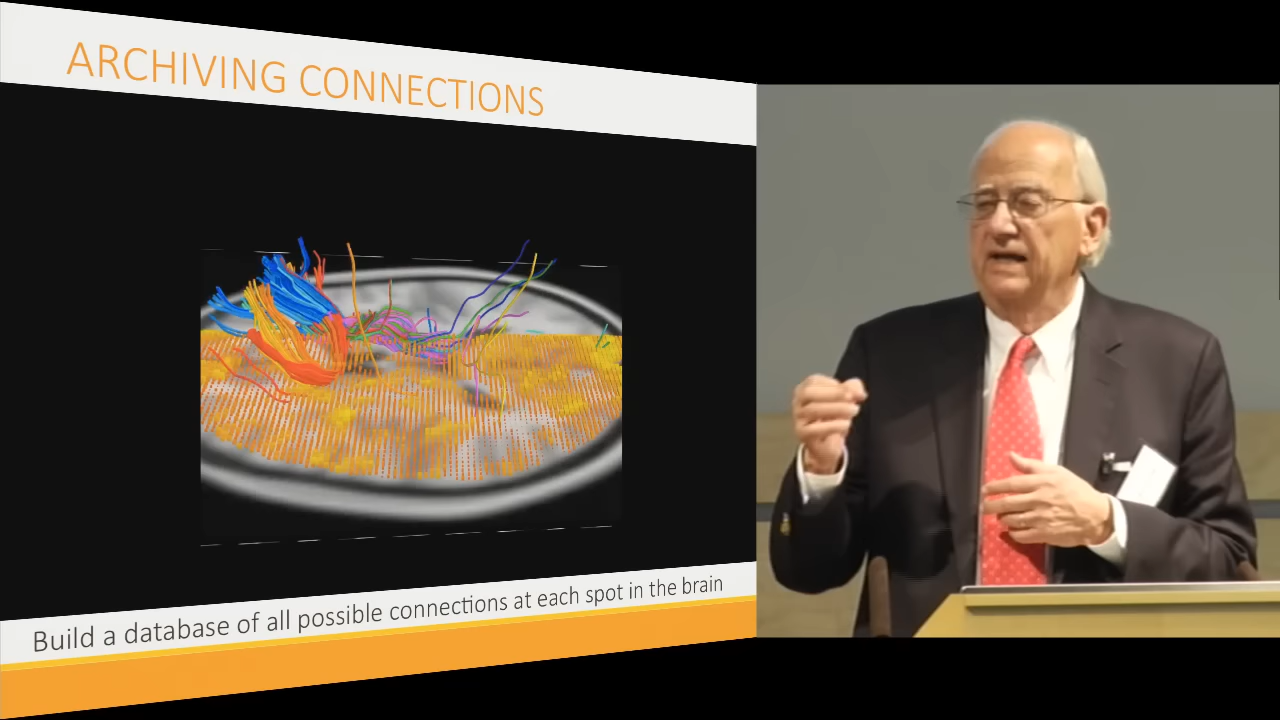 ARCHIVING CONNECTIONS
Build a database of all possible connections at each spot in the brain